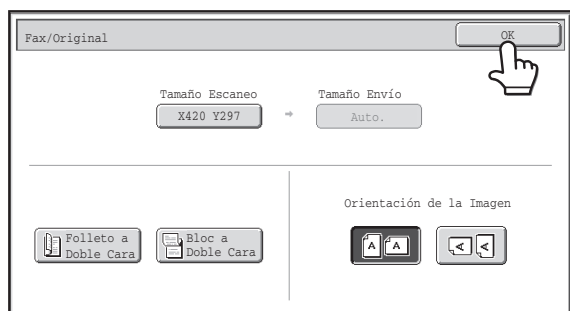 Fax/Original
OK
Tamaño Escaneo
Tamaño Envío
X420 Y297
Auto.
Orientación de la Imagen
Folleto a
Doble Cara
Bloc a
Doble Cara
A
A
A
A